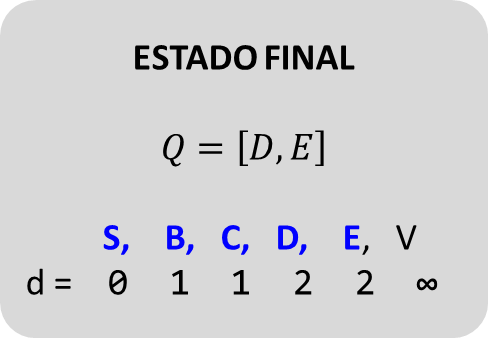 ESTADO FINAL
Q = [D, E]
S, B, C, D, E, V
d = 0 1 1 2 2 ∞